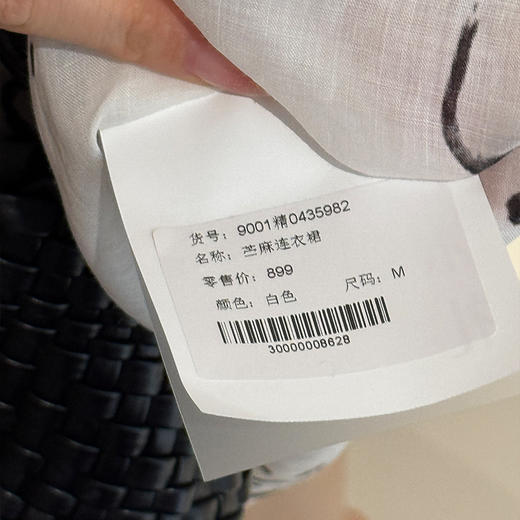 货号：9001精0435982
名称：苎麻连衣裙
零售价：899
颜色：白色 尺码：M
30000008628